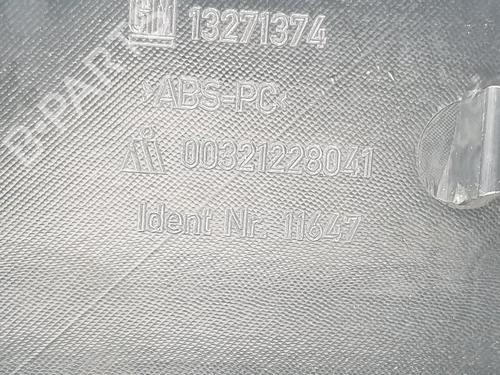 GM 13271374
>ABS-PC<
00321228041
Ident Nr. 11647
B-PARTS